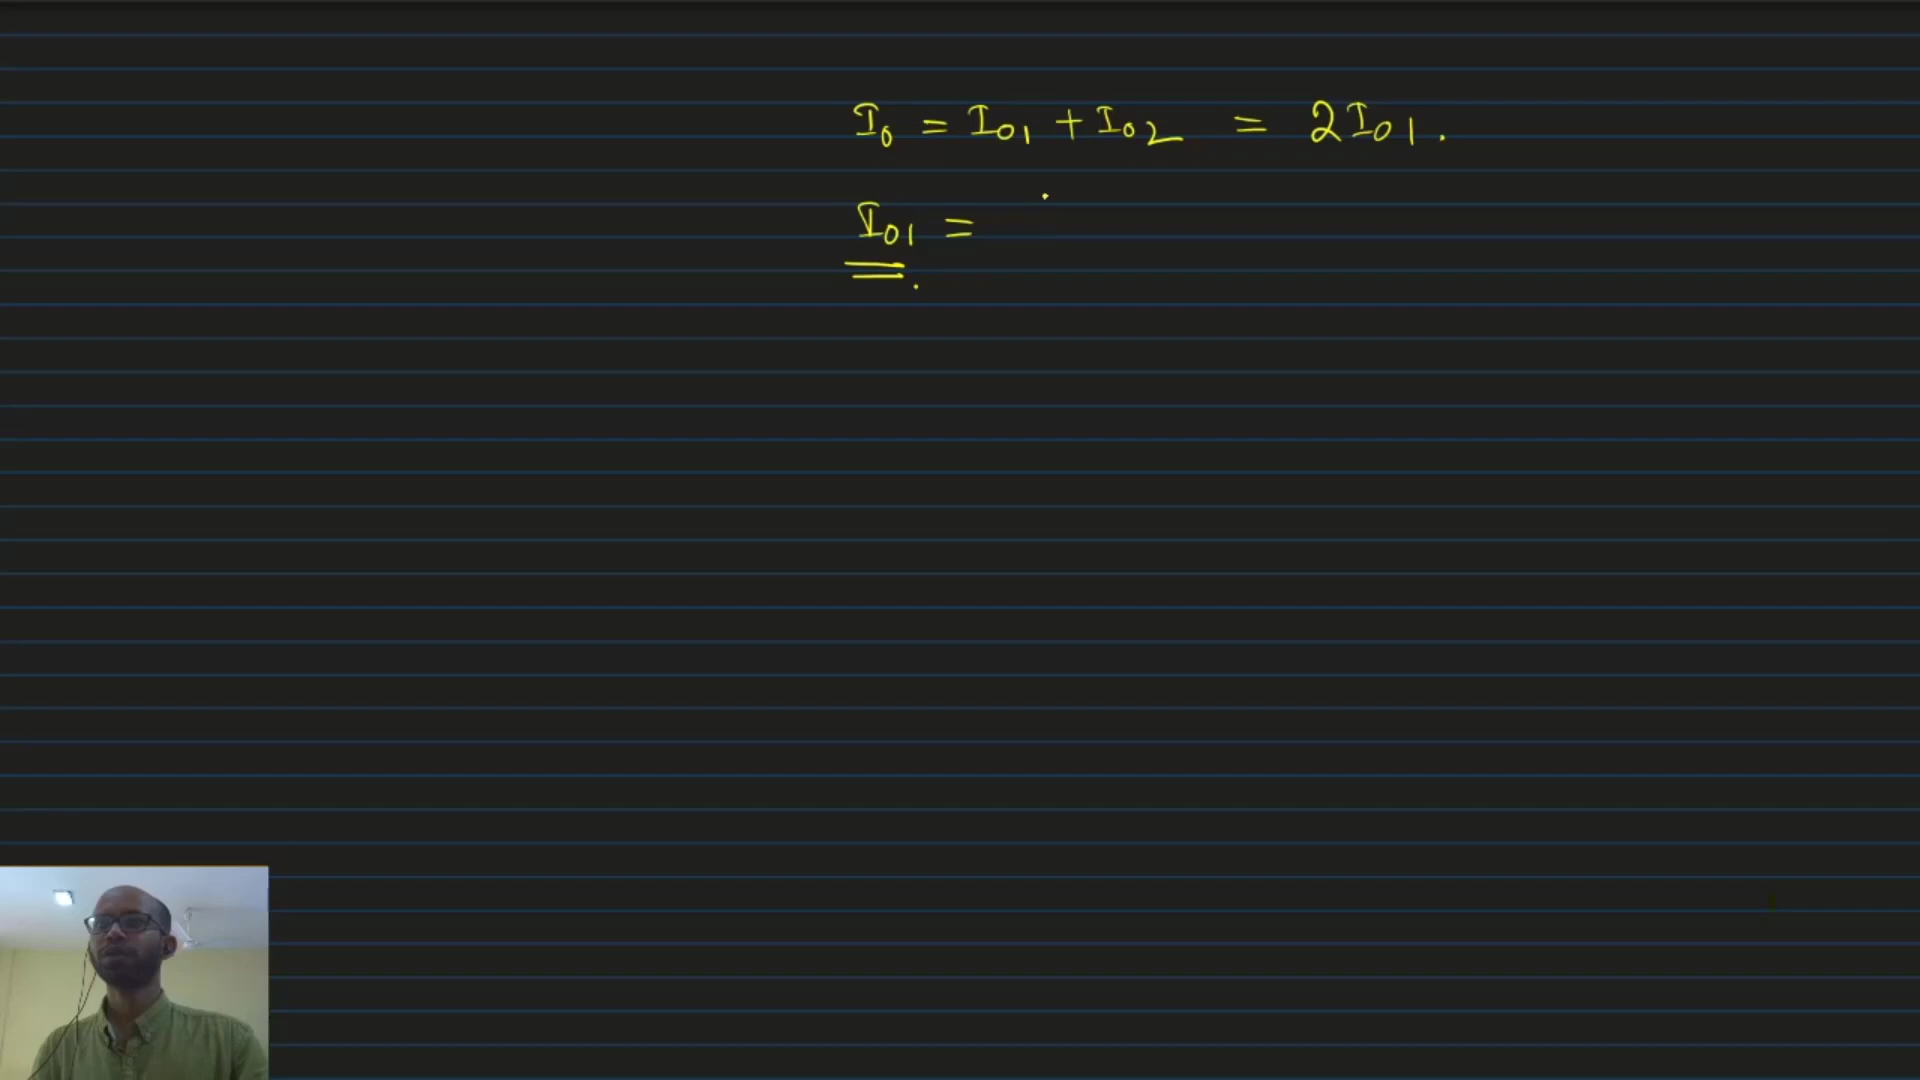 I₀ = I₀₁ + I₀₂ = 2I₀₁.
I₀₁ =